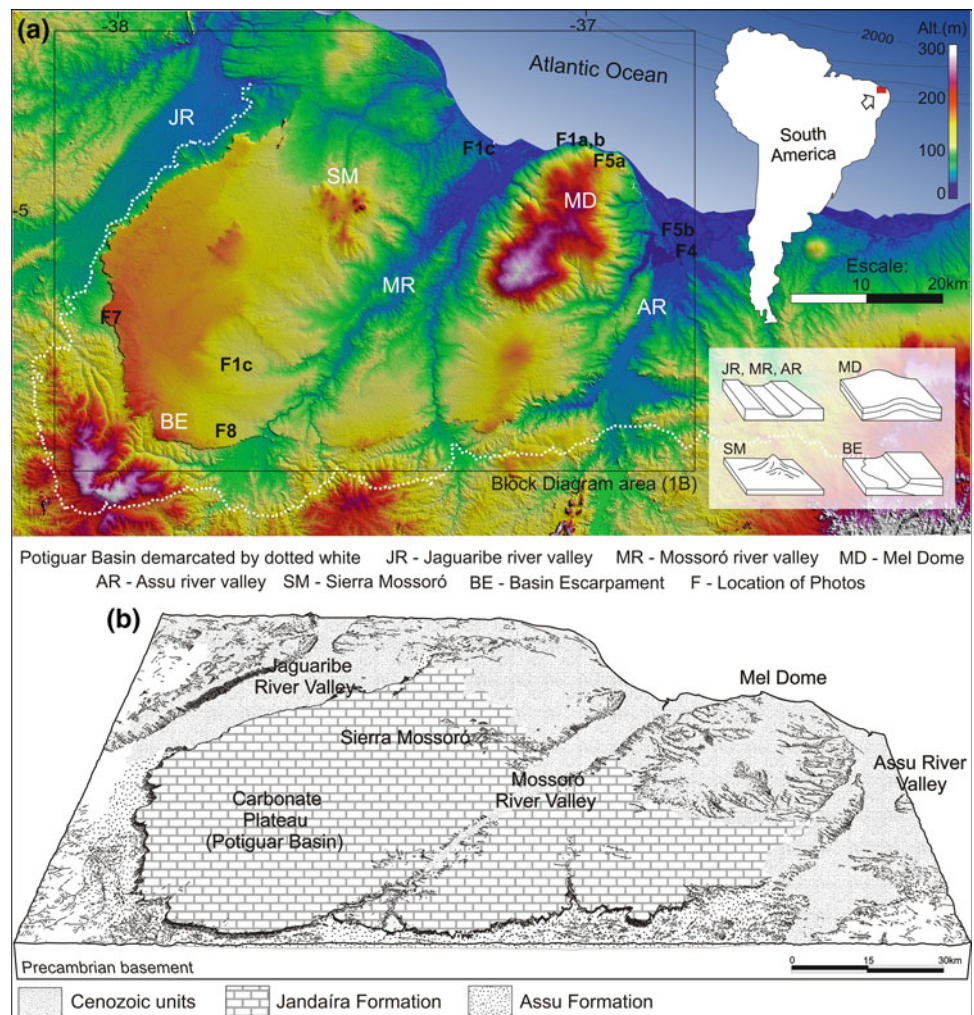 (a)
-38
-37
2000
Alt.(m)
300
200
100
0
Atlantic Ocean
JR
F1c
F1a,b
F5a
South
America
SM
MD
-5
F5b
F4
MR
AR
Escale:
10 20km
F7
F1c
JR, MR, AR
MD
BE
F8
SM
BE
Block Diagram area (1B)
Potiguar Basin demarcated by dotted white JR - Jaguaribe river valley MR - Mossoró river valley MD - Mel Dome
AR - Assu river valley SM - Sierra Mossoró BE - Basin Escarpament F - Location of Photos
(b)
Jaguaribe
River Valley
Mel Dome
Sierra Mossoró
Assu River
Valley
Mossoró
River Valley
Carbonate
Plateau
(Potiguar Basin)
Precambrian basement
0 15 30km
Cenozoic units Jandaíra Formation Assu Formation